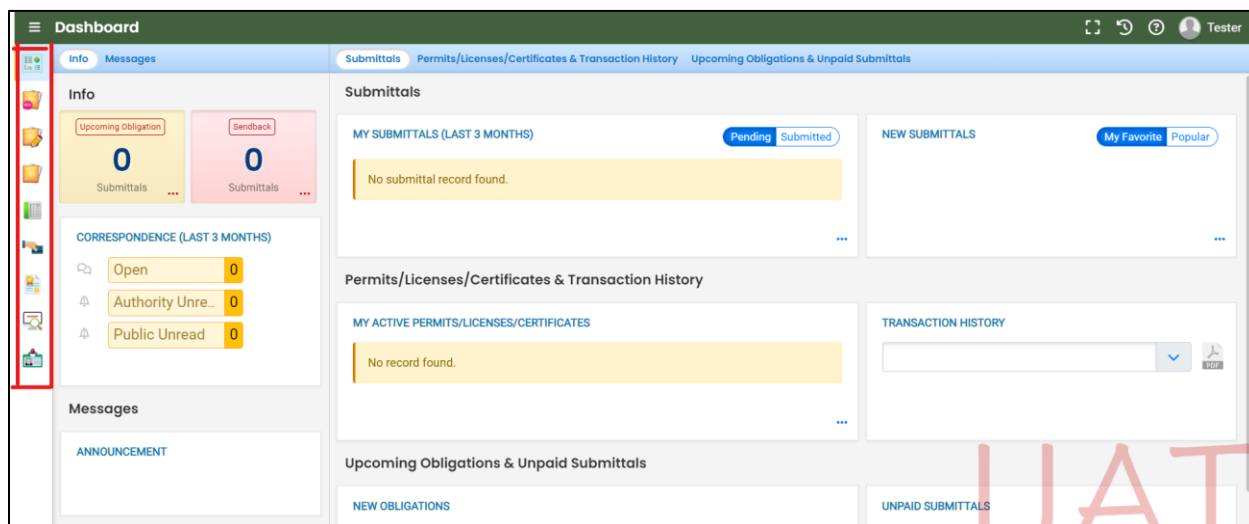 Dashboard
Tester
Info Messages
Submittals Permits/Licenses/Certificates & Transaction History Upcoming Obligations & Unpaid Submittals
Info
Upcoming Obligation
0
Submittals
...
Sendback
0
Submittals
...
CORRESPONDENCE (LAST 3 MONTHS)
Open 0
Authority Unre... 0
Public Unread 0
Messages
ANNOUNCEMENT
Submittals
MY SUBMITTALS (LAST 3 MONTHS)
Pending Submitted
No submittal record found.
...
NEW SUBMITTALS
My Favorite Popular
...
Permits/Licenses/Certificates & Transaction History
MY ACTIVE PERMITS/LICENSES/CERTIFICATES
No record found.
...
TRANSACTION HISTORY
PDF
Upcoming Obligations & Unpaid Submittals
NEW OBLIGATIONS
UNPAID SUBMITTALS
UAT